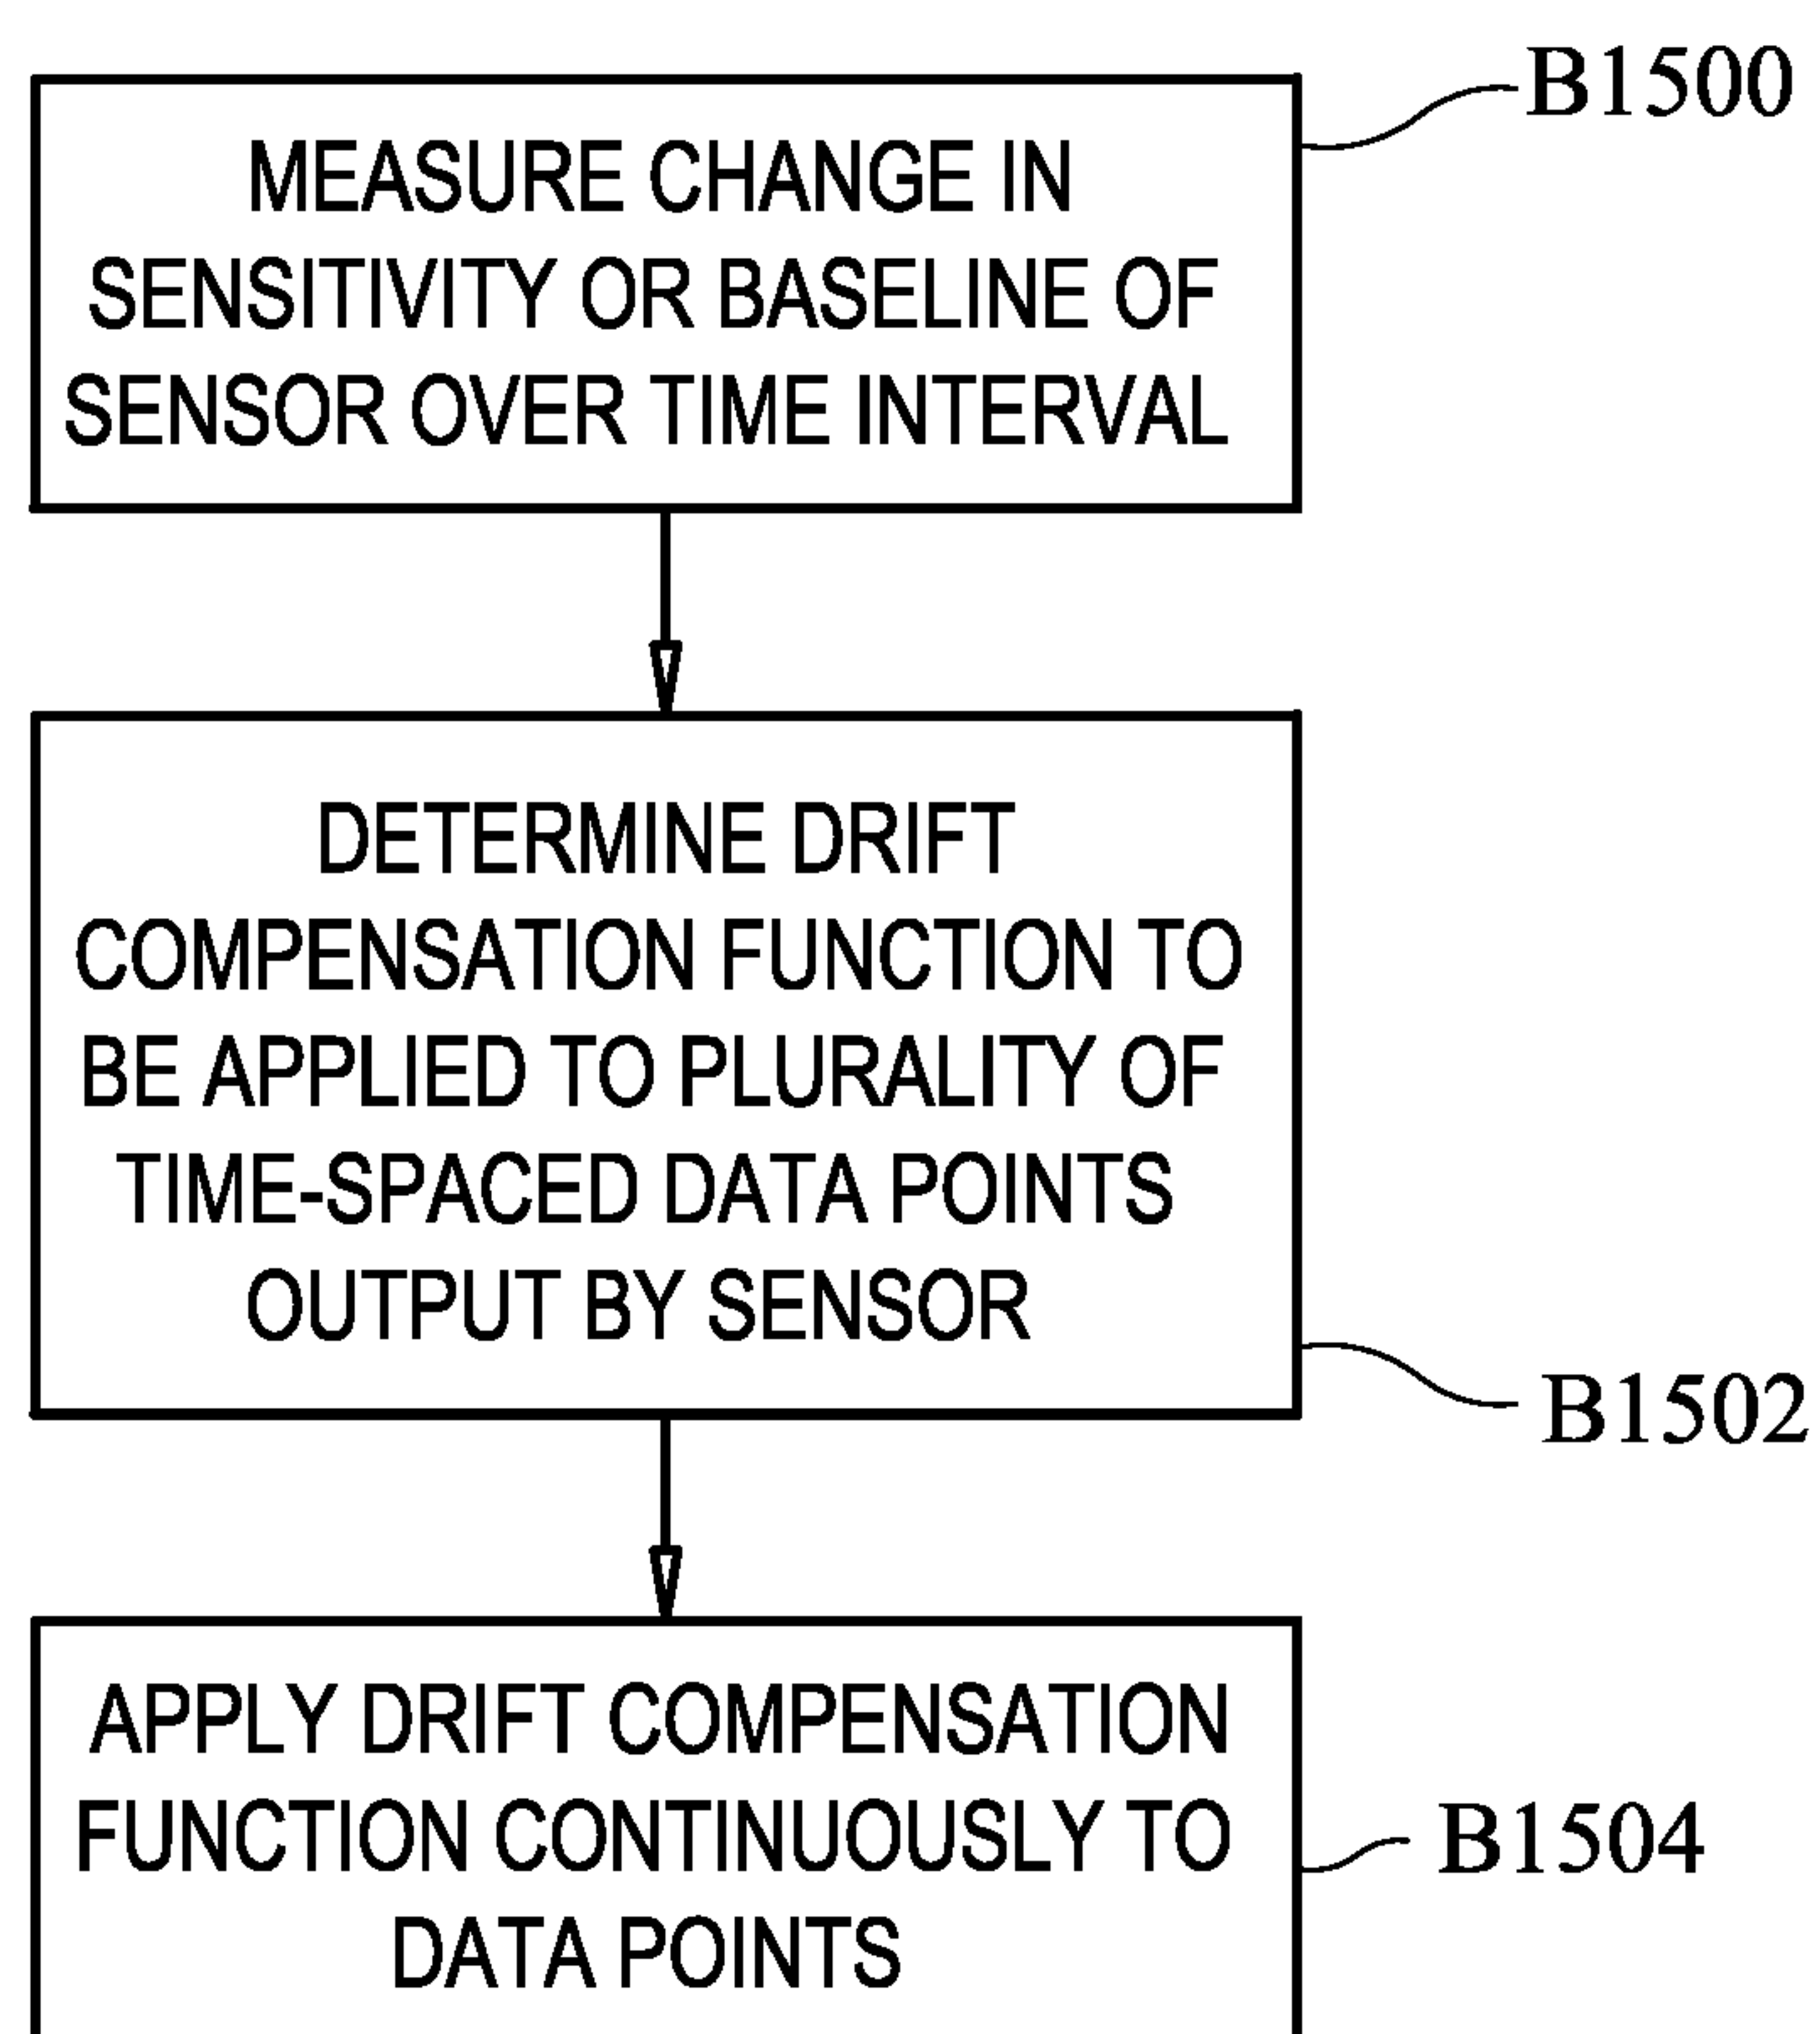 B1500
MEASURE CHANGE IN
SENSITIVITY OR BASELINE OF
SENSOR OVER TIME INTERVAL
DETERMINE DRIFT
COMPENSATION FUNCTION TO
BE APPLIED TO PLURALITY OF
TIME-SPACED DATA POINTS
OUTPUT BY SENSOR
B1502
APPLY DRIFT COMPENSATION
FUNCTION CONTINUOUSLY TO
DATA POINTS
B1504